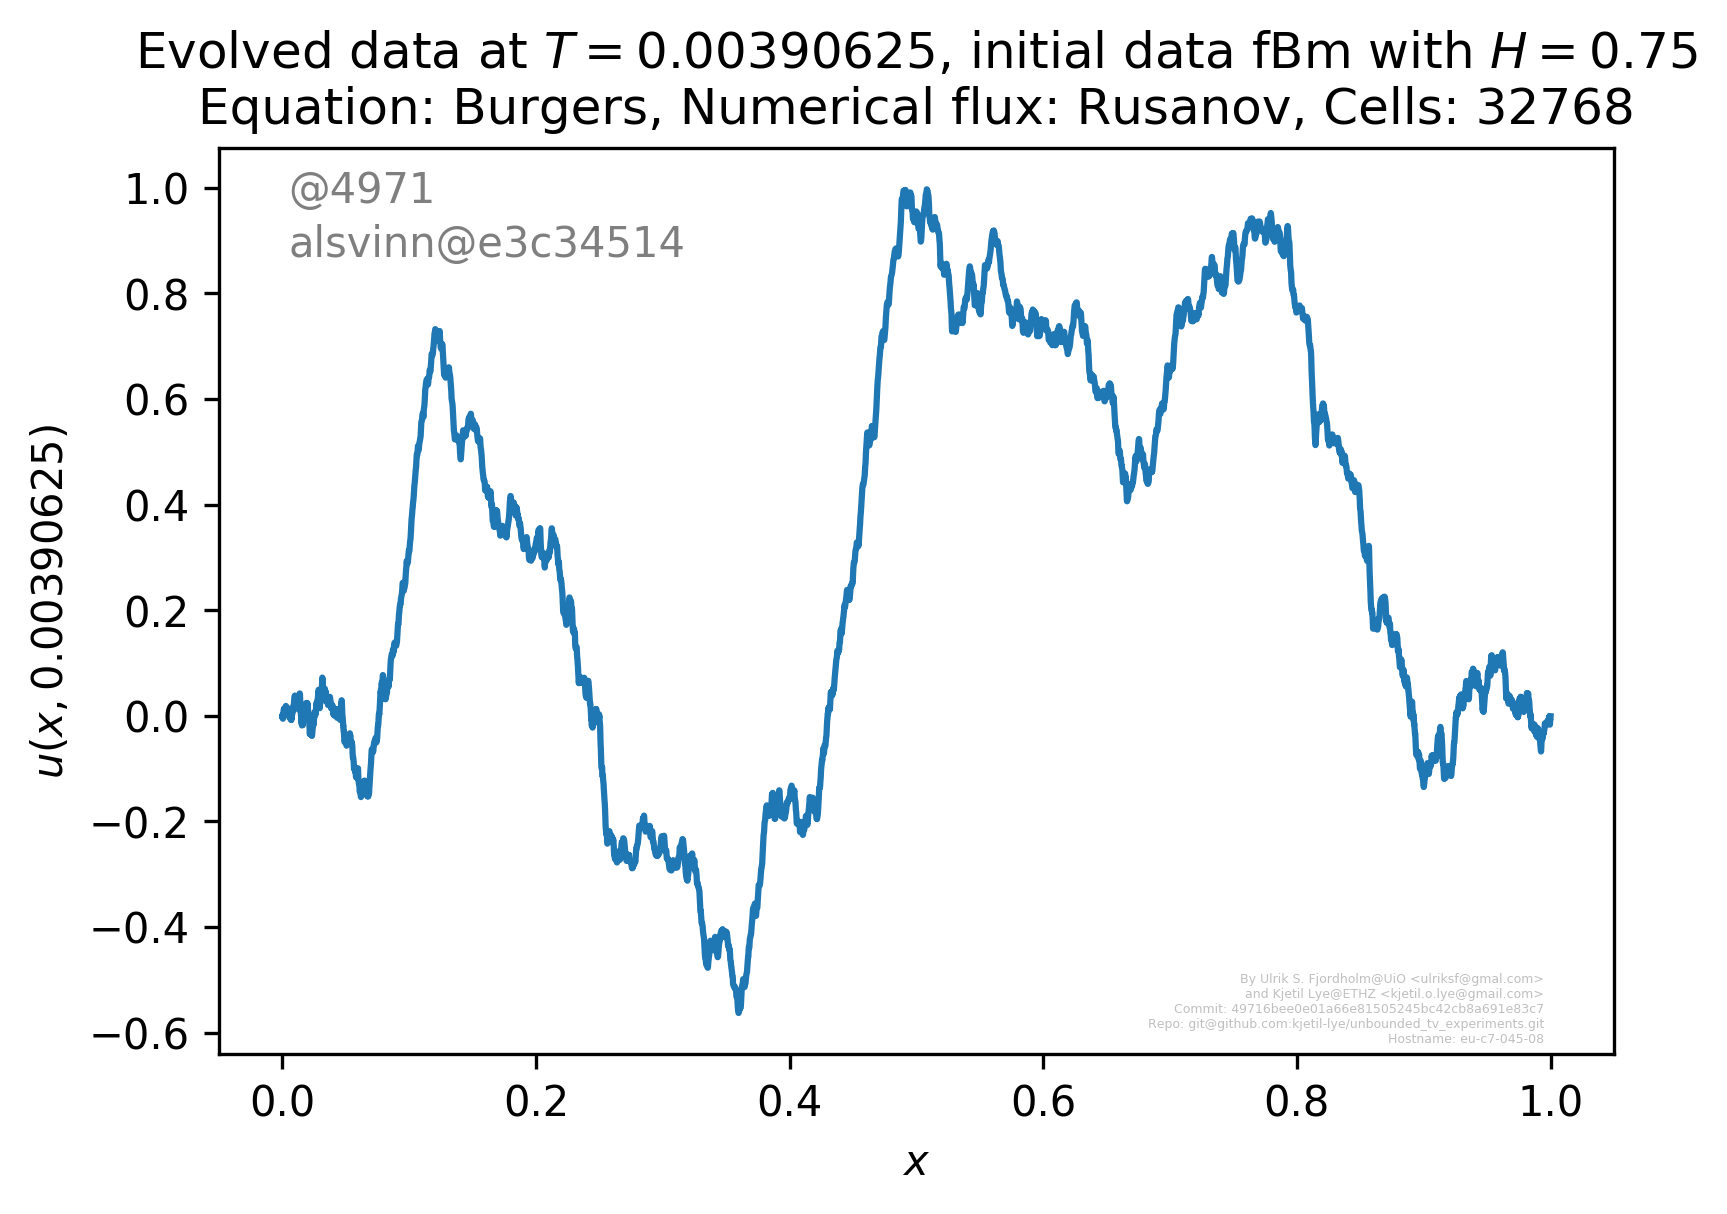 Evolved data at T = 0.00390625, initial data fBm with H = 0.75
Equation: Burgers, Numerical flux: Rusanov, Cells: 32768
@4971
alsvinn@e3c34514
1.0
0.8
0.6
0.4
0.2
0.0
−0.2
−0.4
−0.6
u(x, 0.00390625)
By Ulrik S. Fjordholm@UiO <ulriksf@gmal.com>
and Kjetil Lye@ETHZ <kjetil.o.lye@gmail.com>
Commit: 49716bee0e01a66e81505245bc42cb8a691e83c7
Repo: git@github.com:kjetil-lye/unbounded_tv_experiments.git
Hostname: eu-c7-045-08
0.0 0.2 0.4 0.6 0.8 1.0
x